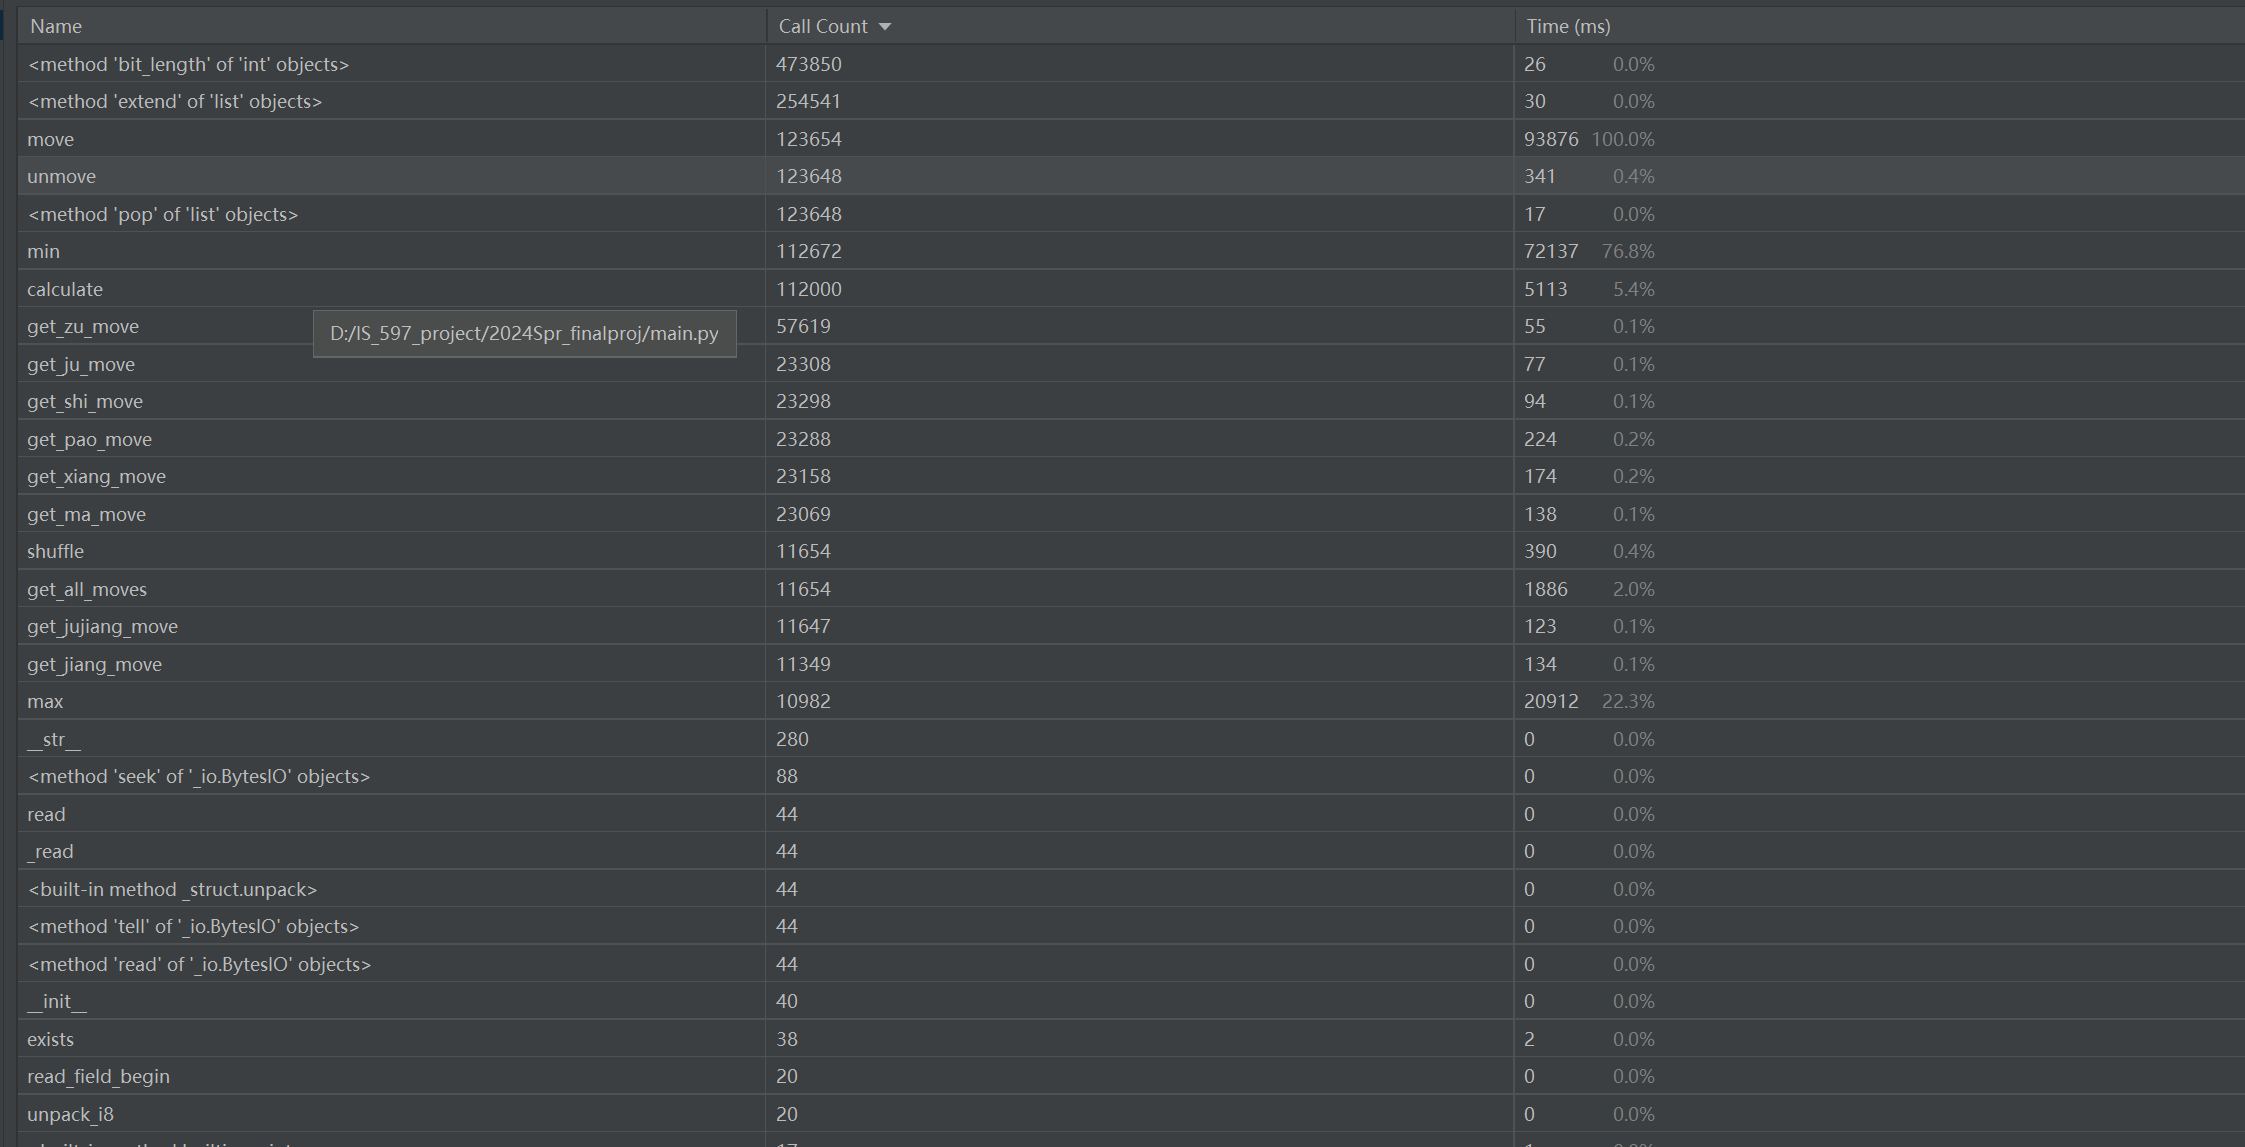 Name Call Count Time (ms)
<method 'bit_length' of 'int' objects> 473850 26 0.0%
<method 'extend' of 'list' objects> 254541 30 0.0%
move 123654 93876 100.0%
unmove 123648 341 0.4%
<method 'pop' of 'list' objects> 123648 17 0.0%
min 112672 72137 76.8%
calculate 112000 5113 5.4%
get_zu_move 57619 55 0.1%
D:/IS_597_project/2024Spr_finalproj/main.py
get_ju_move 23308 77 0.1%
get_shi_move 23298 94 0.1%
get_pao_move 23288 224 0.2%
get_xiang_move 23158 174 0.2%
get_ma_move 23069 138 0.1%
shuffle 11654 390 0.4%
get_all_moves 11654 1886 2.0%
get_jujiang_move 11647 123 0.1%
get_jiang_move 11349 134 0.1%
max 10982 20912 22.3%
__str__ 280 0 0.0%
<method 'seek' of '_io.BytesIO' objects> 88 0 0.0%
read 44 0 0.0%
_read 44 0 0.0%
<built-in method _struct.unpack> 44 0 0.0%
<method 'tell' of '_io.BytesIO' objects> 44 0 0.0%
<method 'read' of '_io.BytesIO' objects> 44 0 0.0%
__init__ 40 0 0.0%
exists 38 2 0.0%
read_field_begin 20 0 0.0%
unpack_i8 20 0 0.0%